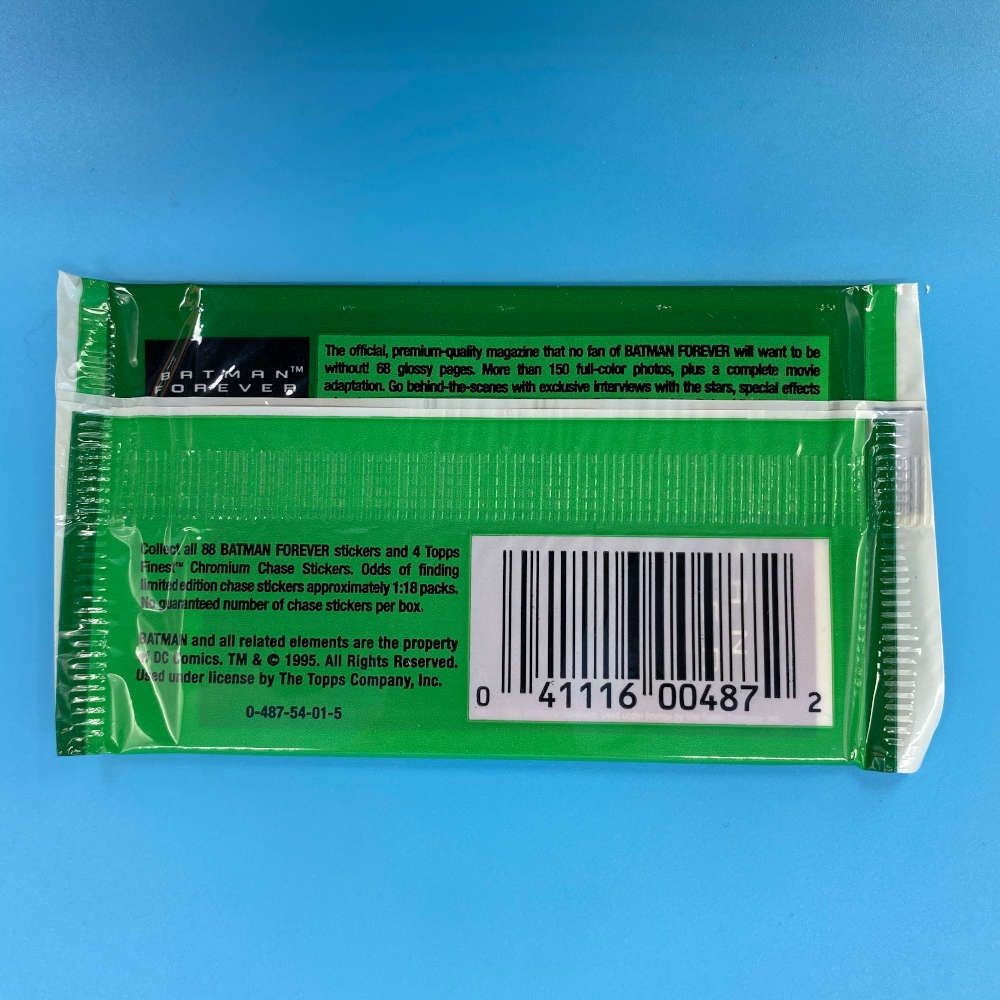 BATMAN™
FOREVER
The official, premium-quality magazine that no fan of BATMAN FOREVER will want to be
without! 68 glossy pages. More than 150 full-color photos, plus a complete movie
adaptation. Go behind-the-scenes with exclusive interviews with the stars, special effects
Collect all 88 BATMAN FOREVER stickers and 4 Topps
Finest™ Chromium Chase Stickers. Odds of finding
limited edition chase stickers approximately 1:18 packs.
No guaranteed number of chase stickers per box.
BATMAN and all related elements are the property
of DC Comics. TM & © 1995. All Rights Reserved.
Used under license by The Topps Company, Inc.
0-487-54-01-5
0 41116 00487 2